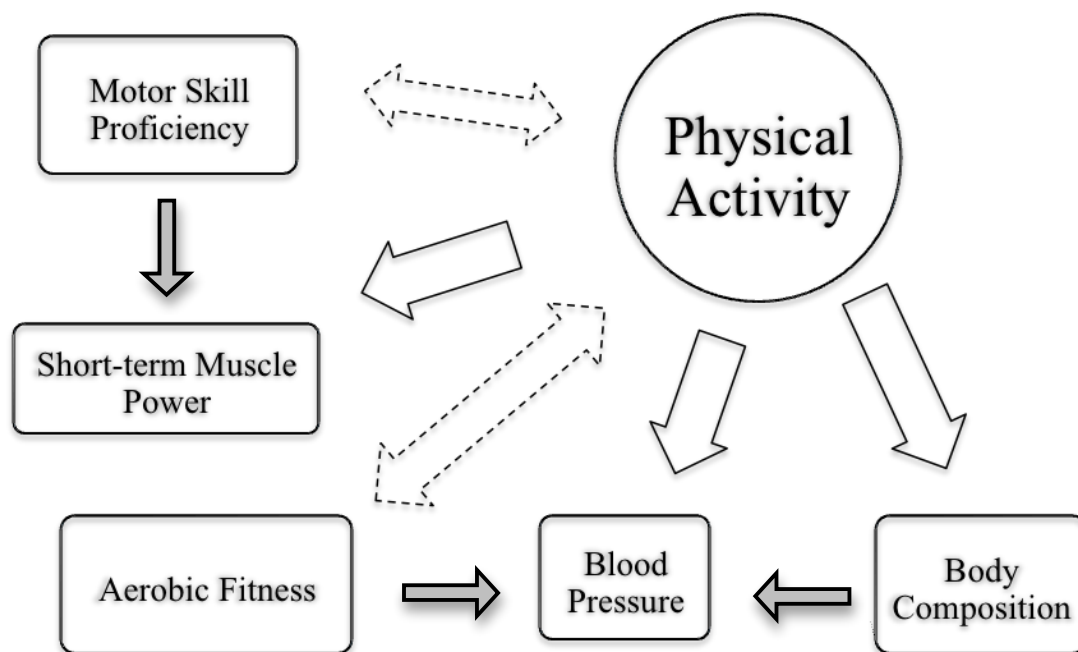 Motor Skill
Proficiency
Physical
Activity
Short-term Muscle
Power
Aerobic Fitness
Blood
Pressure
Body
Composition